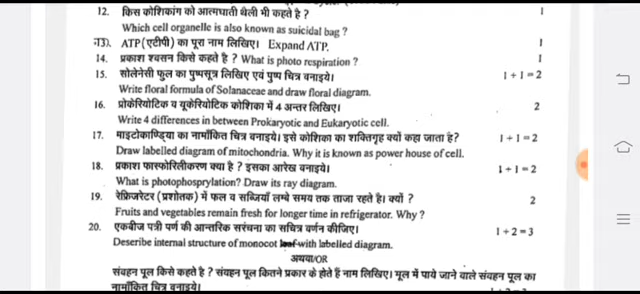 12. किस कोशिकांग को आत्मघाती थैली भी कहते है ? 1
Which cell organelle is also known as suicidal bag ?
13. ATP (एटीपी) का पूरा नाम लिखिए। Expand ATP. 1
14. प्रकाश श्वसन किसे कहते है ? What is photo respiration ? 1
15. सोलेनेसी फूल का पुष्पसूत्र लिखिए एवं पुष्प चित्र बनाइये। 1 + 1 = 2
Write floral formula of Solanaceae and draw floral diagram.
16. प्रोकेरियोटिक व यूकेरियोटिक कोशिका में 4 अन्तर लिखिए। 2
Write 4 differences in between Prokaryotic and Eukaryotic cell.
17. माइटोकाण्ड्रिया का नामाँकित चित्र बनाइये। इसे कोशिका का शक्तिगृह क्यों कहा जाता है? 1 + 1 = 2
Draw labelled diagram of mitochondria. Why it is known as power house of cell.
18. प्रकाश फास्फोरिलीकरण क्या है ? इसका आरेख बनाइये। 1 + 1 = 2
What is photophosprylation? Draw its ray diagram.
19. रेफ्रिजरेटर (प्रशीतक) में फल व सब्जियाँ लम्बे समय तक ताजा रहते है। क्यों ? 2
Fruits and vegetables remain fresh for longer time in refrigerator. Why ?
20. एकबीज पत्री पर्ण की आन्तरिक सरंचना का सचित्र वर्णन कीजिए। 1 + 2 = 3
Describe internal structure of monocot leaf with labelled diagram.
अथवा/OR
संवहन पूल किसे कहते है ? संवहन पूल कितने प्रकार के होते हैं नाम लिखिए। मूल में पाये जाने वाले संवहन पूल का
नामाँकित चित्र बनाइये।